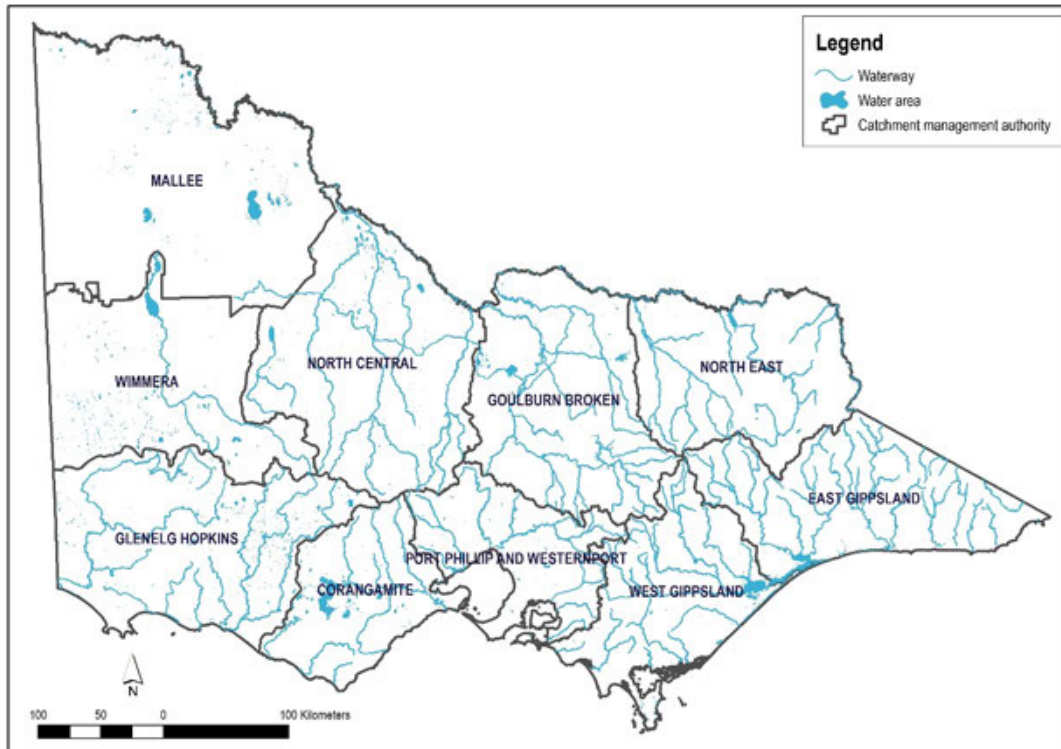 Legend
Waterway
Water area
Catchment management authority
MALLEE
WIMMERA
NORTH CENTRAL
GOULBURN BROKEN
NORTH EAST
EAST GIPPSLAND
GLENELG HOPKINS
PORT PHILLIP AND WESTERNPORT
CORANGAMITE
WEST GIPPSLAND
N
100 50 0 100 Kilometers